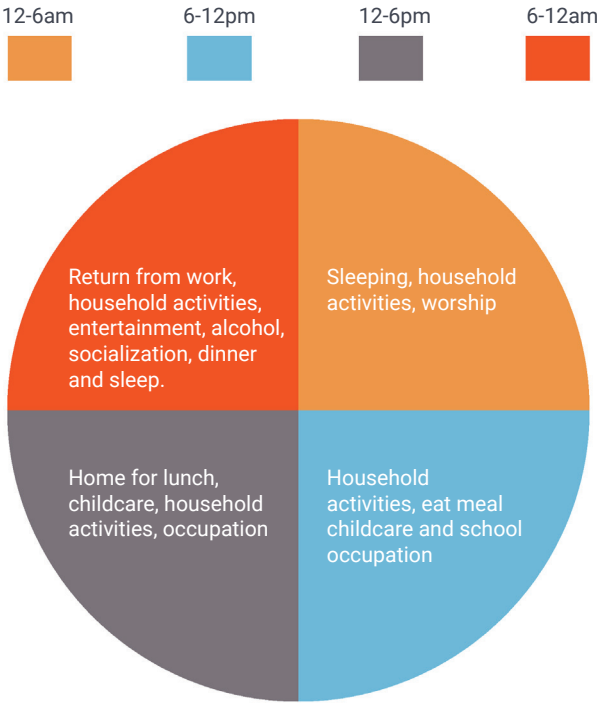 12-6am
6-12pm
12-6pm
6-12am
Return from work,
household activities,
entertainment, alcohol,
socialization, dinner
and sleep.
Sleeping, household
activities, worship
Home for lunch,
childcare, household
activities, occupation
Household
activities, eat meal
childcare and school
occupation